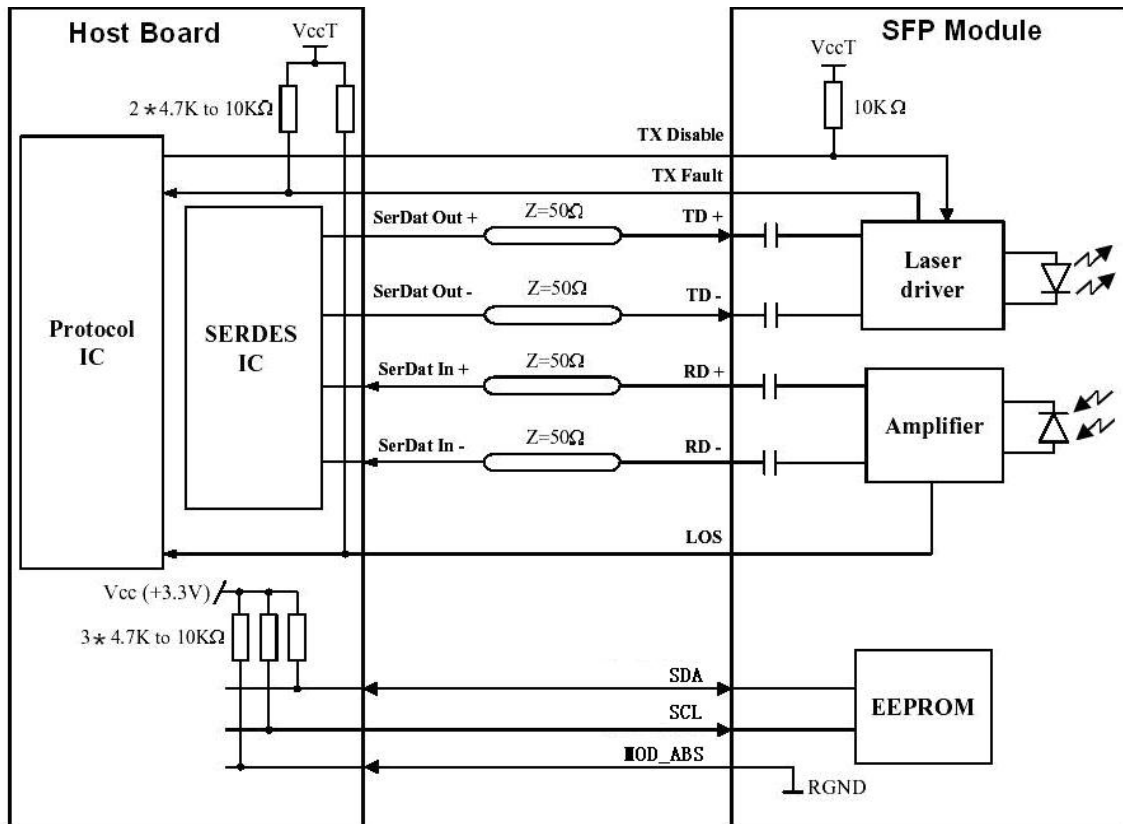 Host Board
SFP Module
VccT
VccT
2*4.7K to 10KΩ
10KΩ
TX Disable
TX Fault
SerDat Out +
Z=50Ω
TD +
SerDat Out -
Z=50Ω
TD -
Laser
driver
Protocol
IC
SERDES
IC
SerDat In +
Z=50Ω
RD +
SerDat In -
Z=50Ω
RD -
Amplifier
LOS
Vcc (+3.3V)
3*4.7K to 10KΩ
SDA
SCL
MOD_ABS
EEPROM
RGND